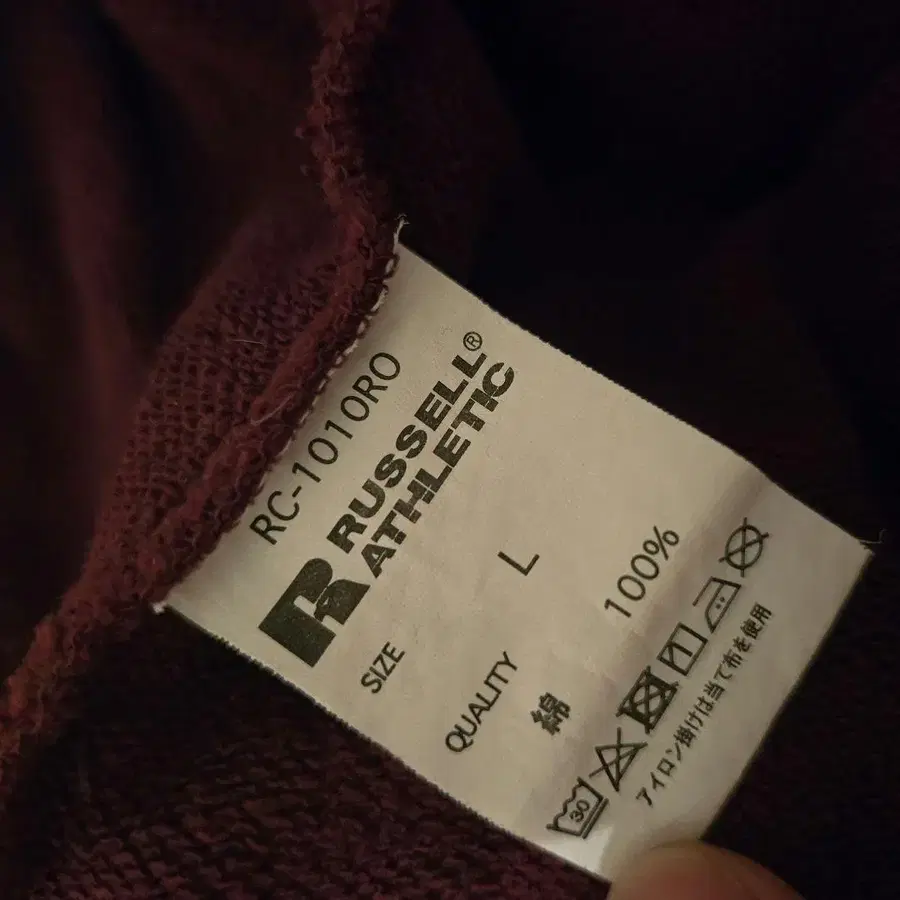 RC-1010RO
RUSSELL®
ATHLETIC
SIZE L
QUALITY
綿 100%
30
アイロン掛けは当て布を使用